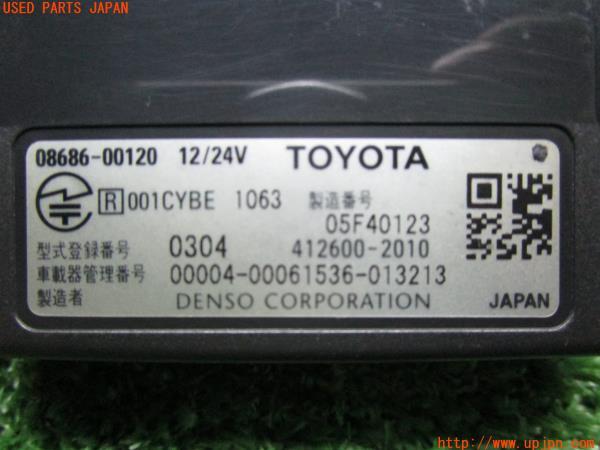 USED PARTS JAPAN
08686-00120 12/24V TOYOTA
R 001CYBE 1063 製造番号
05F40123
型式登録番号 0304 412600-2010
車載器管理番号 00004-00061536-013213
製造者 DENSO CORPORATION JAPAN
http://www.upjpn.com